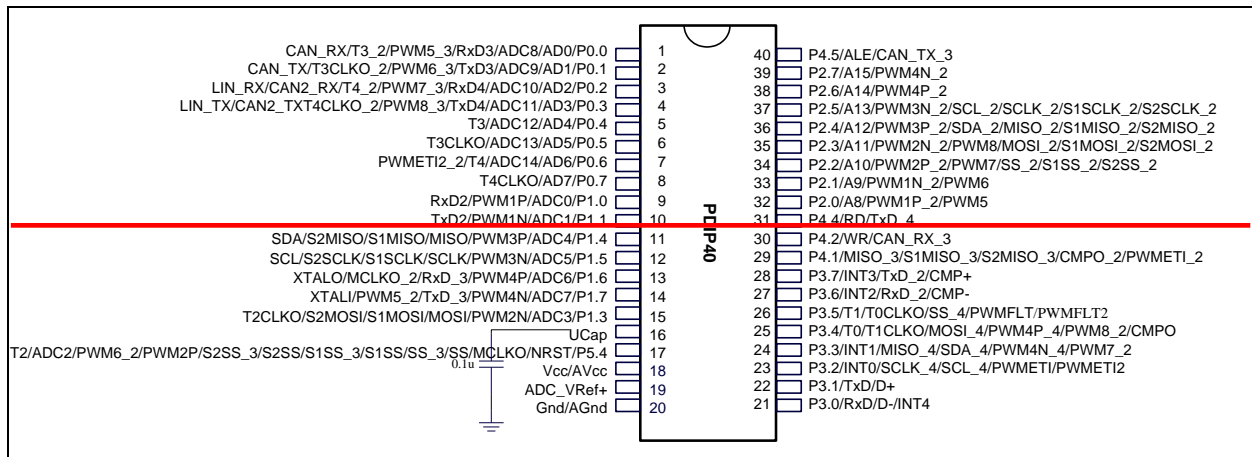 CAN_RX/T3_2/PWM5_3/RxD3/ADC8/AD0/P0.0 1 40 P4.5/ALE/CAN_TX_3
CAN_TX/T3CLKO_2/PWM6_3/TxD3/ADC9/AD1/P0.1 2 39 P2.7/A15/PWM4N_2
LIN_RX/CAN2_RX/T4_2/PWM7_3/RxD4/ADC10/AD2/P0.2 3 38 P2.6/A14/PWM4P_2
LIN_TX/CAN2_TXT4CLKO_2/PWM8_3/TxD4/ADC11/AD3/P0.3 4 37 P2.5/A13/PWM3N_2/SCL_2/SCLK_2/S1SCLK_2/S2SCLK_2
T3/ADC12/AD4/P0.4 5 36 P2.4/A12/PWM3P_2/SDA_2/MISO_2/S1MISO_2/S2MISO_2
T3CLKO/ADC13/AD5/P0.5 6 35 P2.3/A11/PWM2N_2/PWM8/MOSI_2/S1MOSI_2/S2MOSI_2
PWMETI2_2/T4/ADC14/AD6/P0.6 7 34 P2.2/A10/PWM2P_2/PWM7/SS_2/S1SS_2/S2SS_2
T4CLKO/AD7/P0.7 8 33 P2.1/A9/PWM1N_2/PWM6
RxD2/PWM1P/ADC0/P1.0 9 32 P2.0/A8/PWM1P_2/PWM5
TxD2/PWM1N/ADC1/P1.1 10 31 P4.4/RD/TxD_4
PDIP40
SDA/S2MISO/S1MISO/MISO/PWM3P/ADC4/P1.4 11 30 P4.2/WR/CAN_RX_3
SCL/S2SCLK/S1SCLK/SCLK/PWM3N/ADC5/P1.5 12 29 P4.1/MISO_3/S1MISO_3/S2MISO_3/CMPO_2/PWMETI_2
XTALO/MCLKO_2/RxD_3/PWM4P/ADC6/P1.6 13 28 P3.7/INT3/TxD_2/CMP+
XTALI/PWM5_2/TxD_3/PWM4N/ADC7/P1.7 14 27 P3.6/INT2/RxD_2/CMP-
T2CLKO/S2MOSI/S1MOSI/MOSI/PWM2N/ADC3/P1.3 15 26 P3.5/T1/T0CLKO/SS_4/PWMFLT/PWMFLT2
UCap 16 25 P3.4/T0/T1CLKO/MOSI_4/PWM4P_4/PWM8_2/CMPO
T2/ADC2/PWM6_2/PWM2P/S2SS_3/S2SS/S1SS_3/S1SS/SS_3/SS/MCLKO/NRST/P5.4 17 24 P3.3/INT1/MISO_4/SDA_4/PWM4N_4/PWM7_2
0.1u
Vcc/AVcc 18 23 P3.2/INT0/SCLK_4/SCL_4/PWMETI/PWMETI2
ADC_VRef+ 19 22 P3.1/TxD/D+
Gnd/AGnd 20 21 P3.0/RxD/D-/INT4